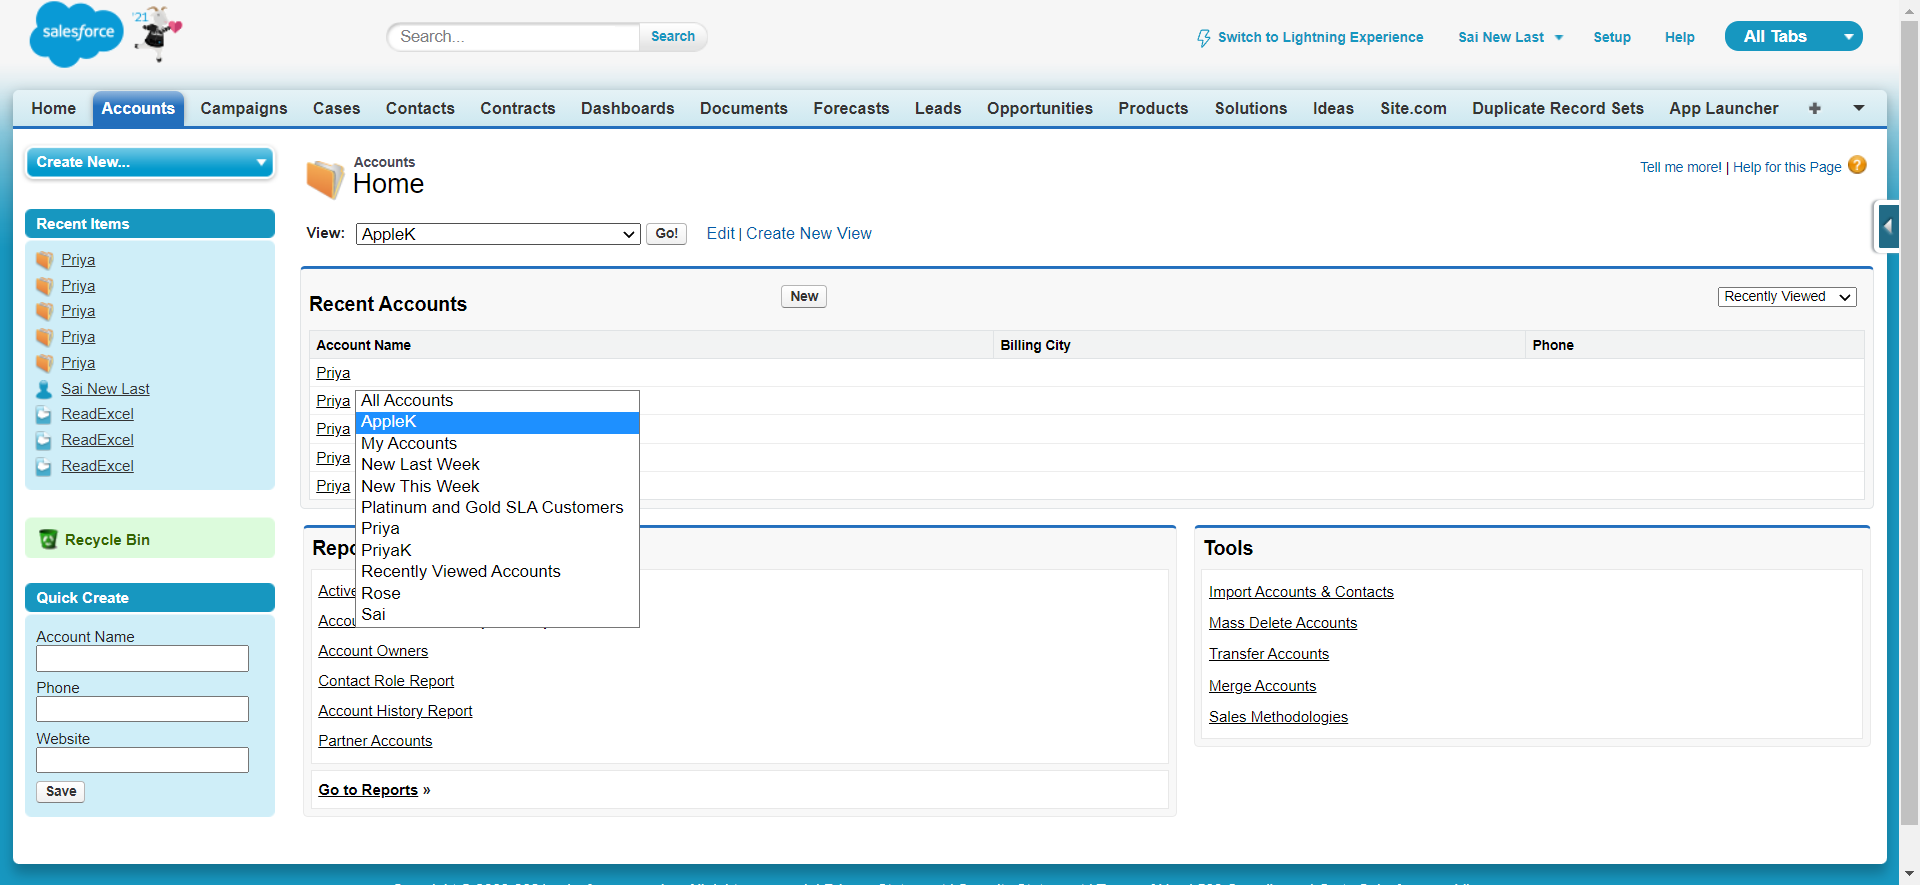 salesforce
'21
Search...
Search
Switch to Lightning Experience
Sai New Last
Setup
Help
All Tabs
Home
Accounts
Campaigns
Cases
Contacts
Contracts
Dashboards
Documents
Forecasts
Leads
Opportunities
Products
Solutions
Ideas
Site.com
Duplicate Record Sets
App Launcher
+
Create New...
Recent Items
Priya
Priya
Priya
Priya
Priya
Sai New Last
ReadExcel
ReadExcel
ReadExcel
Recycle Bin
Quick Create
Account Name
Phone
Website
Save
Accounts
Home
Tell me more! | Help for this Page ?
View:
AppleK
Go!
Edit | Create New View
Recent Accounts
New
Recently Viewed
Account Name
Billing City
Phone
Priya
Priya
Priya
Priya
Priya
All Accounts
AppleK
My Accounts
New Last Week
New This Week
Platinum and Gold SLA Customers
Priya
PriyaK
Recently Viewed Accounts
Rose
Sai
Account Owners
Contact Role Report
Account History Report
Partner Accounts
Go to Reports »
Tools
Import Accounts & Contacts
Mass Delete Accounts
Transfer Accounts
Merge Accounts
Sales Methodologies